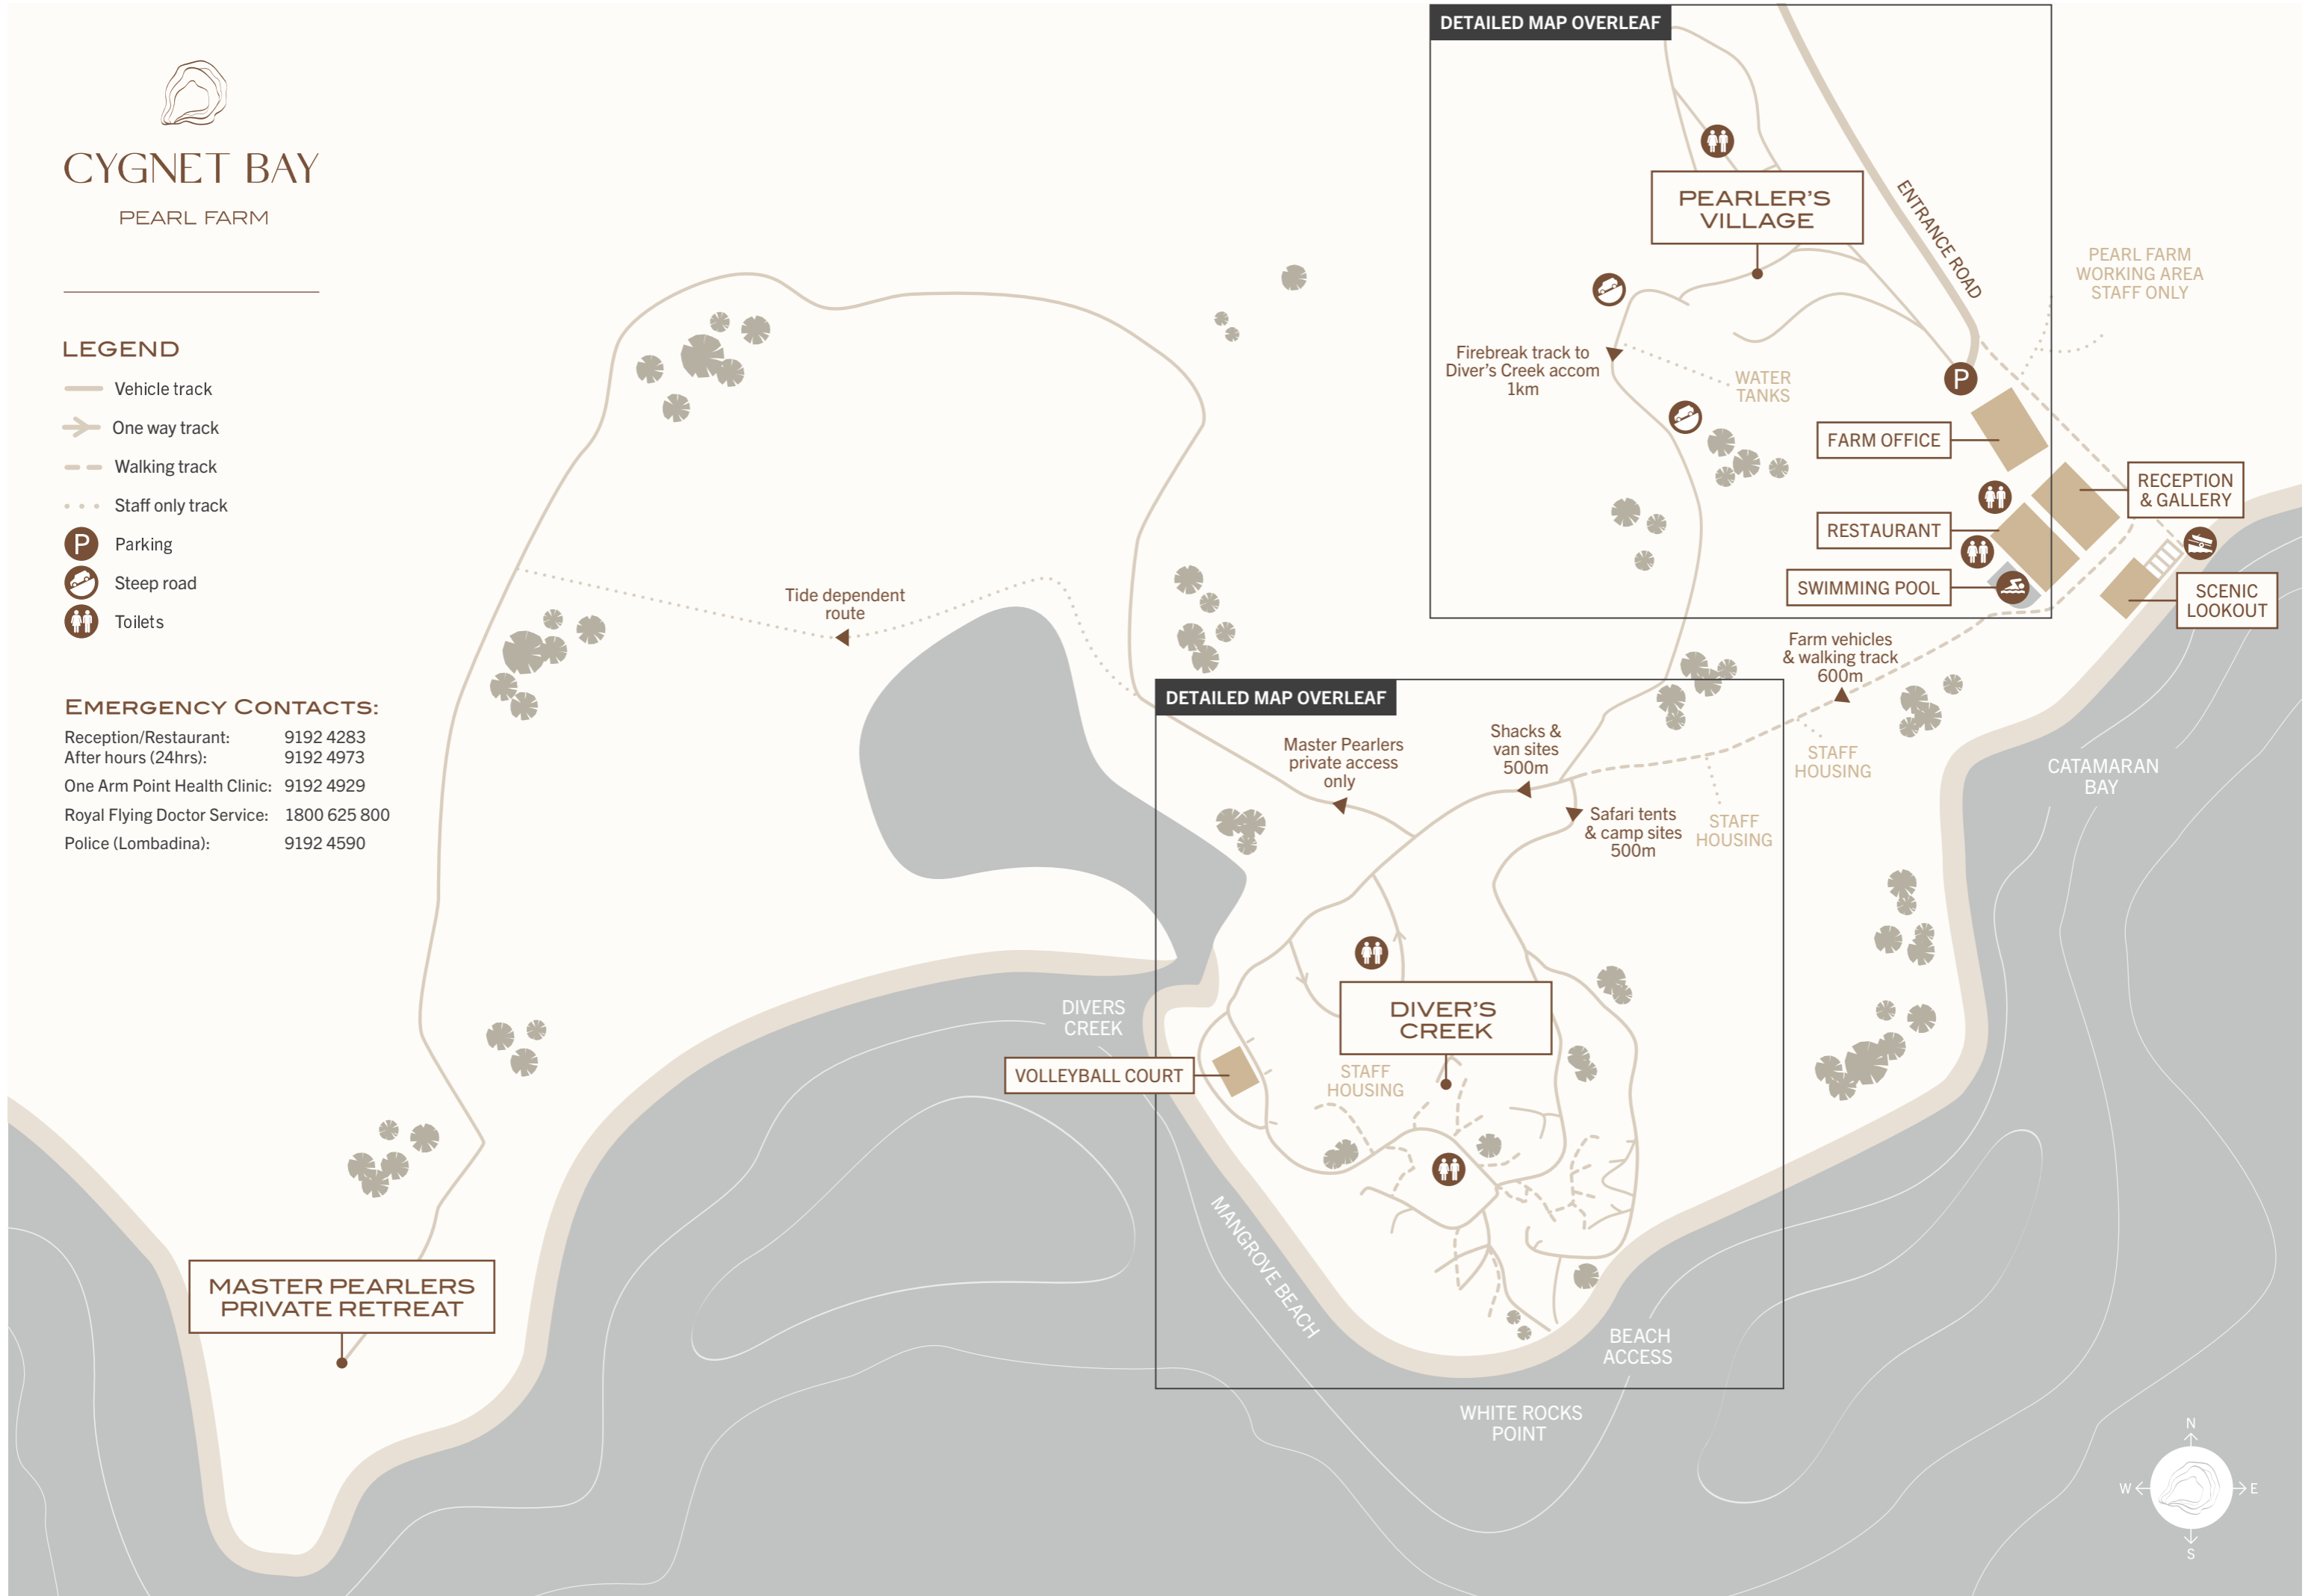 CYGNET BAY
PEARL FARM
LEGEND
Vehicle track
One way track
Walking track
Staff only track
P Parking
Steep road
Toilets
EMERGENCY CONTACTS:
Reception/Restaurant: 9192 4283
After hours (24hrs): 9192 4973
One Arm Point Health Clinic: 9192 4929
Royal Flying Doctor Service: 1800 625 800
Police (Lombadina): 9192 4590
DETAILED MAP OVERLEAF
PEARLER'S
VILLAGE
ENTRANCE ROAD
PEARL FARM
WORKING AREA
STAFF ONLY
Firebreak track to
Diver's Creek accom
1km
WATER
TANKS
P
FARM OFFICE
RECEPTION
& GALLERY
RESTAURANT
SWIMMING POOL
SCENIC
LOOKOUT
Tide dependent
route
Farm vehicles
& walking track
600m
DETAILED MAP OVERLEAF
Master Pearlers
private access
only
Shacks &
van sites
500m
STAFF
HOUSING
CATAMARAN
BAY
Safari tents
& camp sites
500m
STAFF
HOUSING
DIVERS
CREEK
DIVER'S
CREEK
VOLLEYBALL COURT
STAFF
HOUSING
MANGROVE BEACH
MASTER PEARLERS
PRIVATE RETREAT
BEACH
ACCESS
WHITE ROCKS
POINT
N
W
E
S